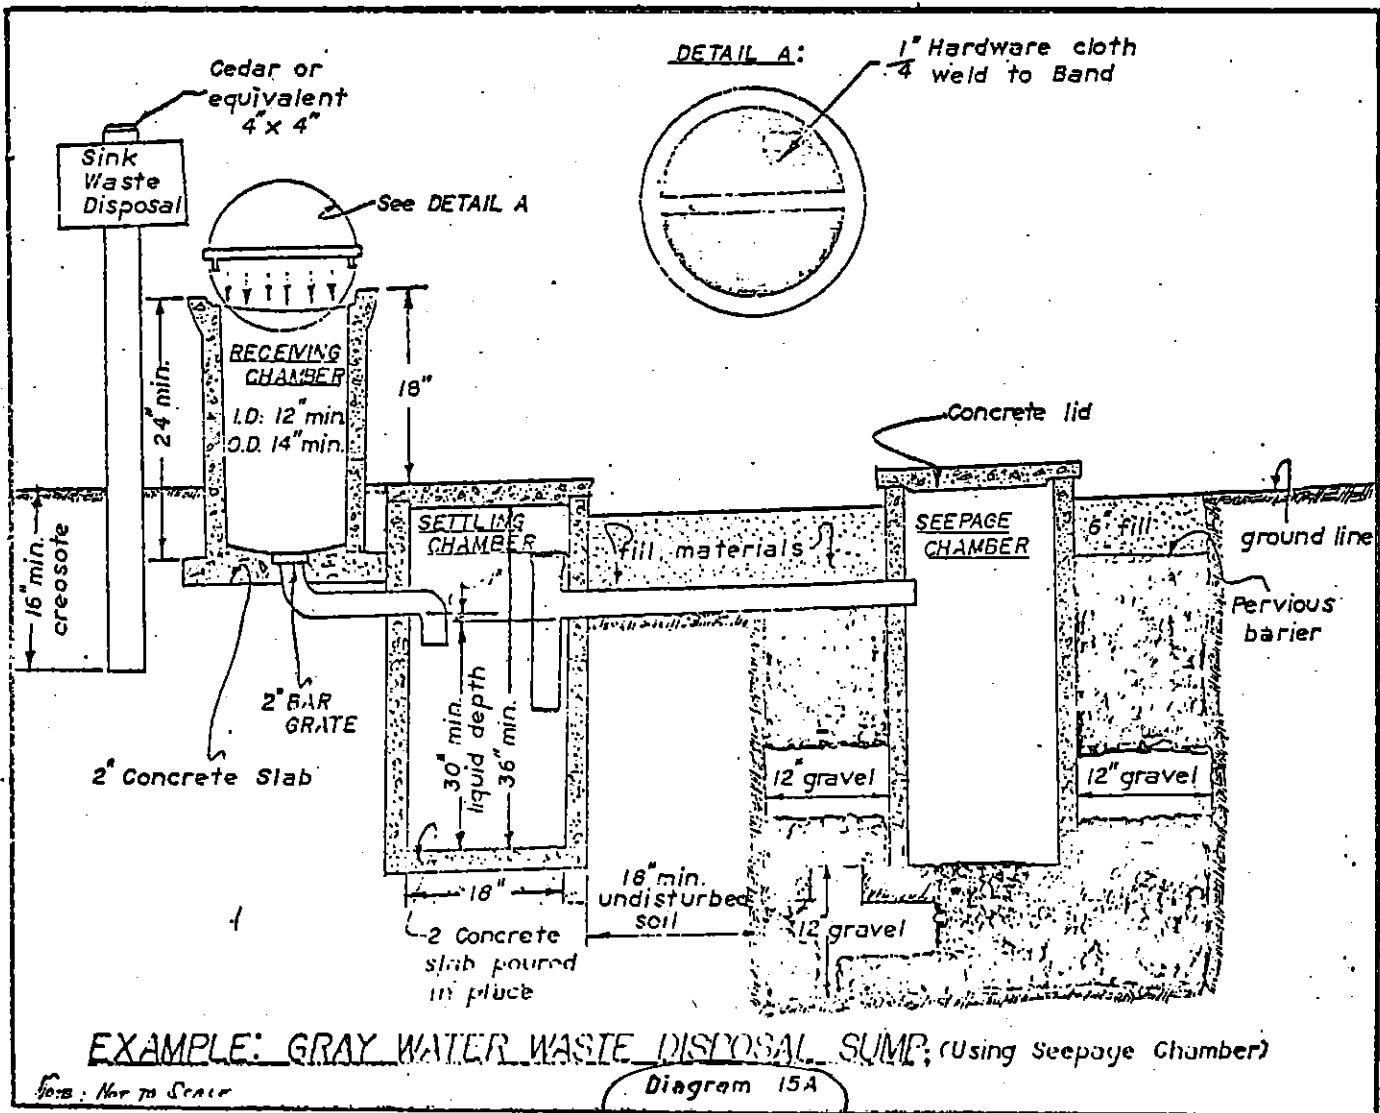 DETAIL A:
1" Hardware cloth
4 weld to Band
Cedar or
equivalent
4" x 4"
Sink
Waste
Disposal
See DETAIL A
RECEIVING
CHAMBER
I.D: 12" min.
O.D. 14" min.
24" min.
18"
16" min.
creosote
2" BAR
GRATE
2" Concrete Slab
SETTLING
CHAMBER
1"
30" min.
liquid depth
36" min.
18"
2 Concrete
slab poured
in place
fill materials
18" min.
undisturbed
soil
Concrete lid
SEEPAGE
CHAMBER
6" fill
ground line
Pervious
barier
12" gravel
12" gravel
12 gravel
EXAMPLE: GRAY WATER WASTE DISPOSAL SUMP; (Using Seepage Chamber)
Note: Not to Scale
Diagram 15A